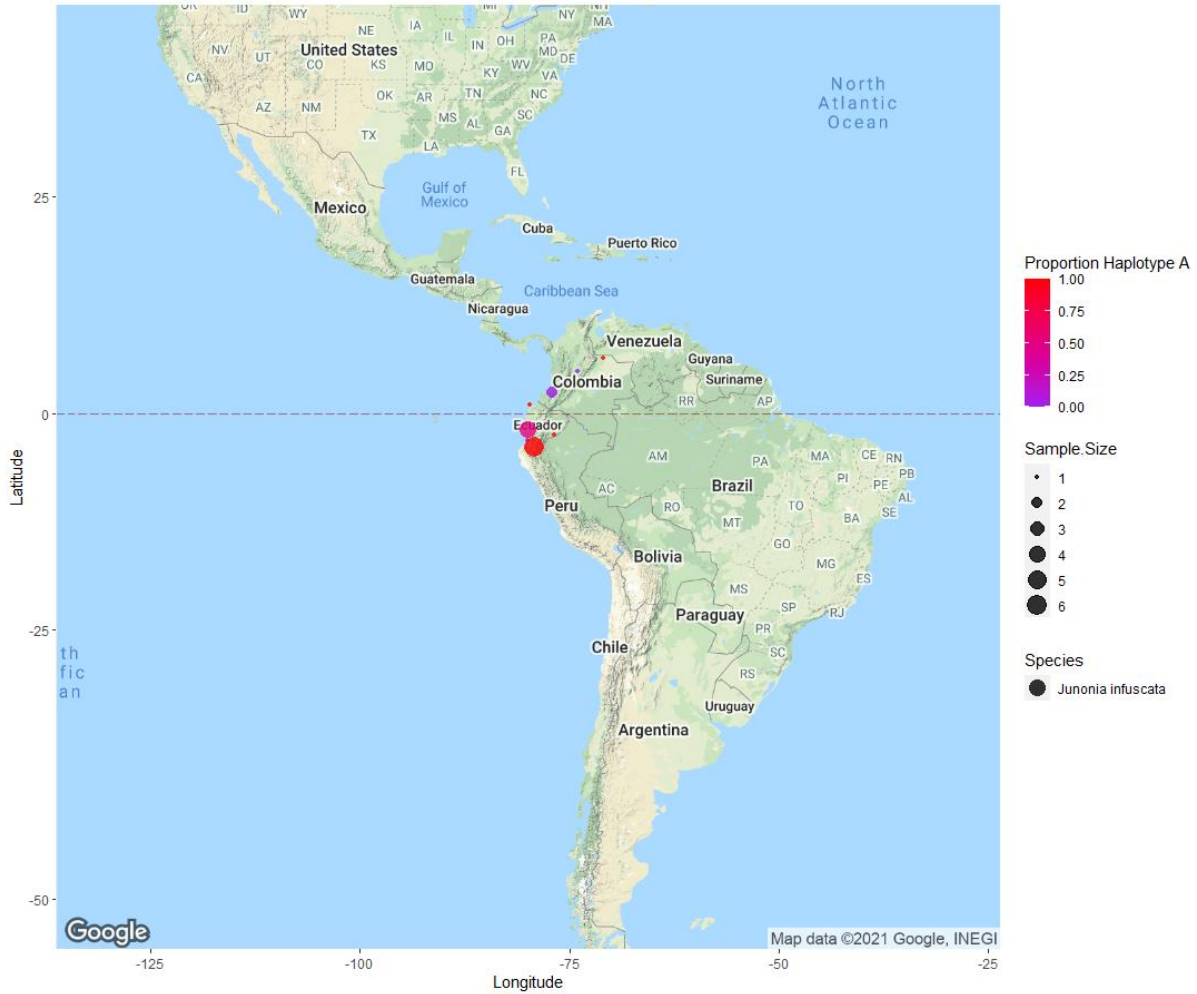 United States
NV
UT
CO
NE
KS
IA
MO
IL
IN
OH
PA
NY
MA
MD
DE
WV
VA
KY
CA
AZ
NM
OK
AR
TN
NC
SC
MS
AL
GA
TX
LA
FL
WY
ID
North
Atlantic
Ocean
Gulf of
Mexico
Mexico
Cuba
Puerto Rico
Guatemala
Caribbean Sea
Nicaragua
Venezuela
Guyana
Suriname
Colombia
RR
AP
Ecuador
AM
PA
MA
CE
RN
PB
PI
PE
AL
SE
AC
RO
Brazil
TO
BA
MT
Peru
GO
Bolivia
MG
ES
MS
SP
RJ
Paraguay
PR
SC
RS
Chile
Uruguay
Argentina
th
fic
an
Google
Map data ©2021 Google, INEGI
25
0
-25
-50
Latitude
-125
-100
-75
-50
-25
Longitude
Proportion Haplotype A
1.00
0.75
0.50
0.25
0.00
Sample.Size
1
2
3
4
5
6
Species
Junonia infuscata